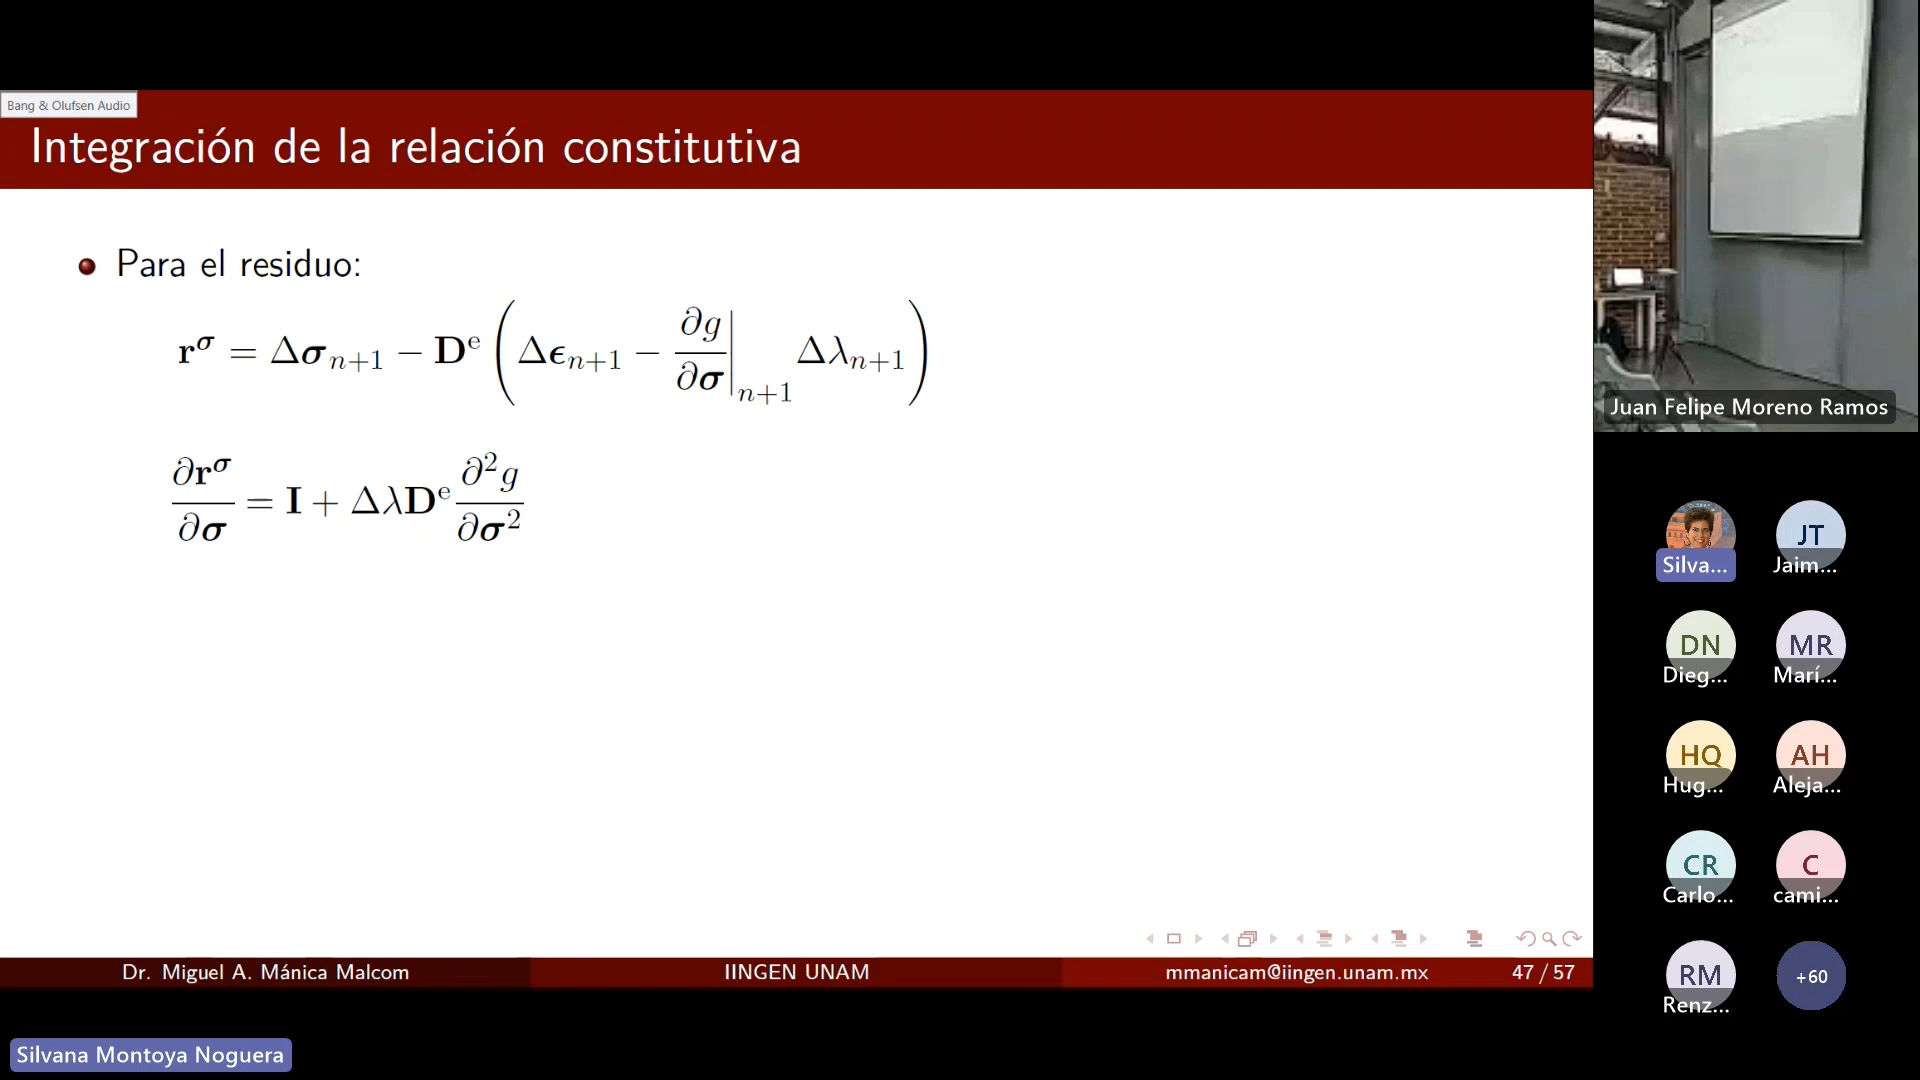 Bang & Olufsen Audio
Integración de la relación constitutiva
Para el residuo:
r^σ = Δσ_{n+1} − D^e ( Δϵ_{n+1} − ∂g/∂σ |_{n+1} Δλ_{n+1} )
∂r^σ/∂σ = I + ΔλD^e ∂²g/∂σ²
Dr. Miguel A. Mánica Malcom IINGEN UNAM mmanicam@iingen.unam.mx 47 / 57
Silvana Montoya Noguera
Juan Felipe Moreno Ramos
Silva... JT Jaim...
DN Dieg... MR Marí...
HQ Hug... AH Aleja...
CR Carlo... C cami...
RM Renz... +60